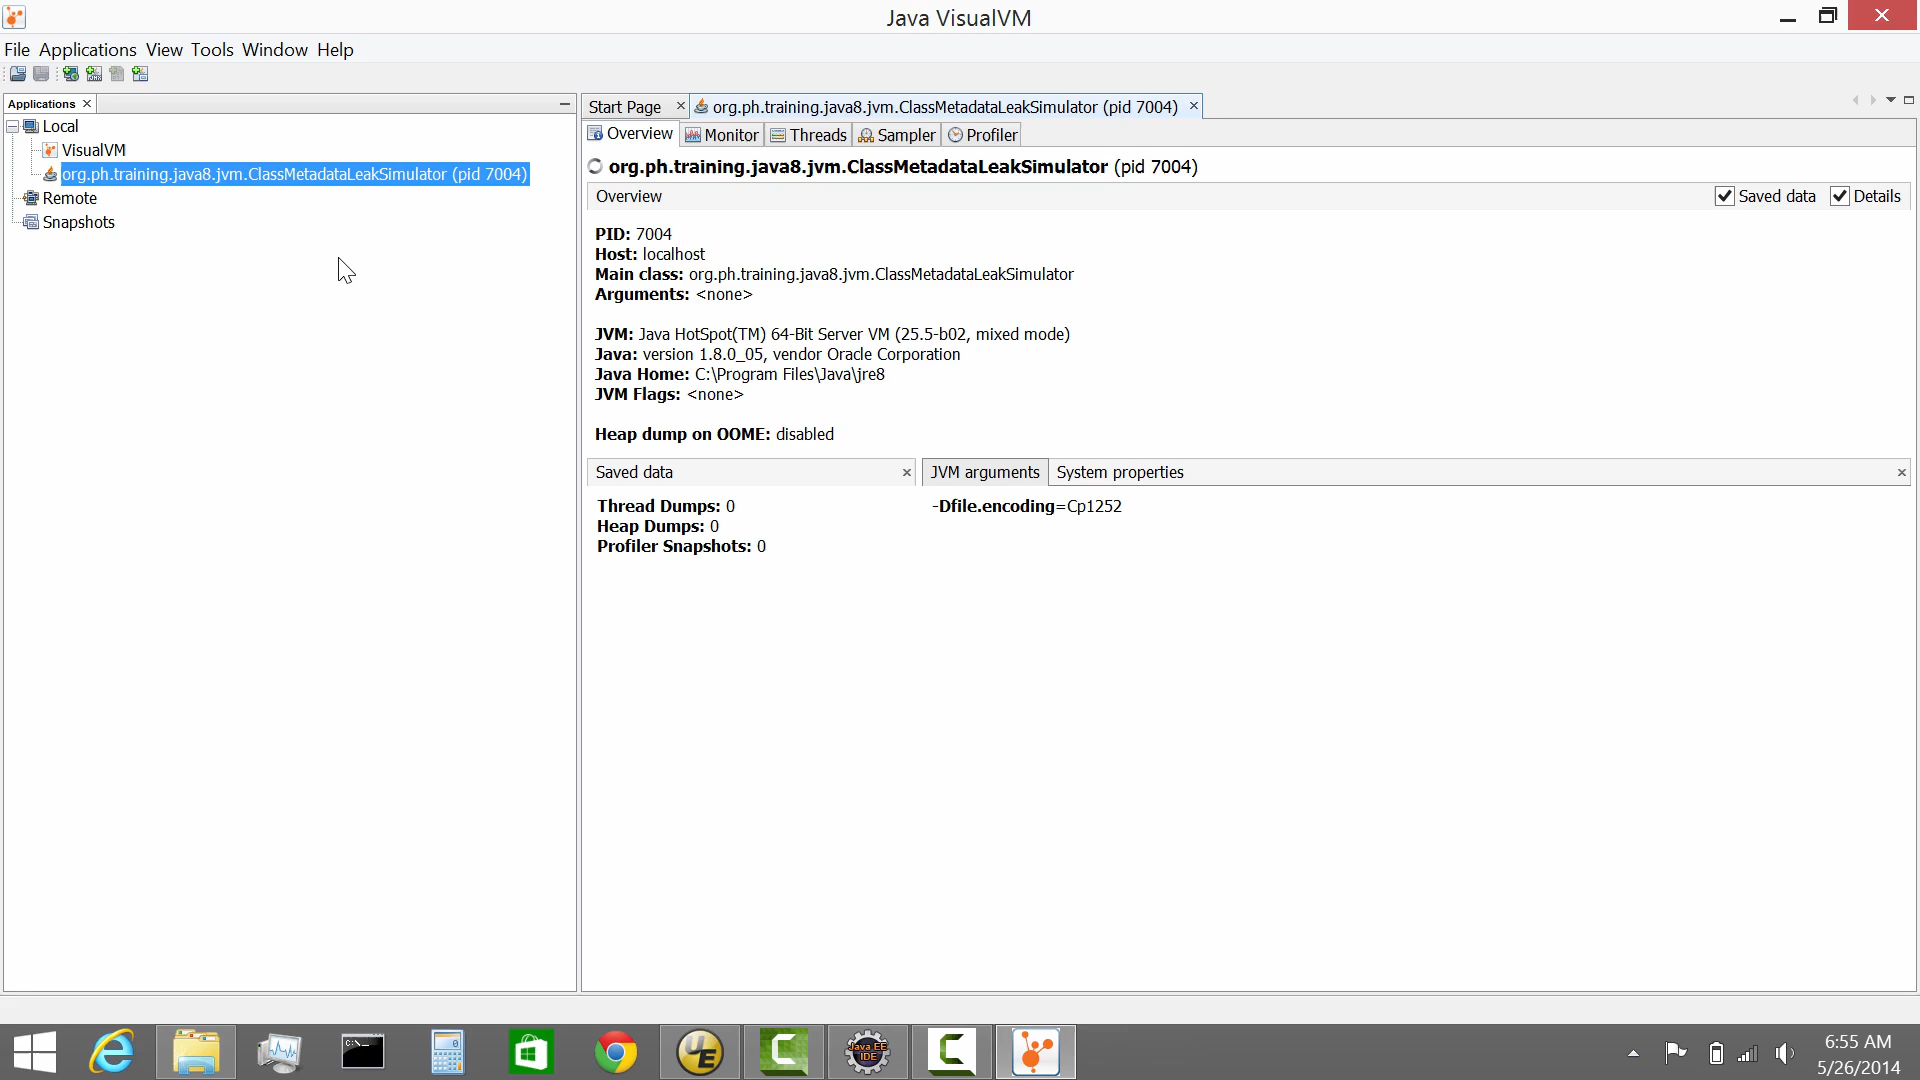 Java VisualVM
File Applications View Tools Window Help
Applications
Local
VisualVM
org.ph.training.java8.jvm.ClassMetadataLeakSimulator (pid 7004)
Remote
Snapshots
Start Page
org.ph.training.java8.jvm.ClassMetadataLeakSimulator (pid 7004)
Overview Monitor Threads Sampler Profiler
org.ph.training.java8.jvm.ClassMetadataLeakSimulator (pid 7004)
Overview
Saved data Details
PID: 7004
Host: localhost
Main class: org.ph.training.java8.jvm.ClassMetadataLeakSimulator
Arguments: <none>
JVM: Java HotSpot(TM) 64-Bit Server VM (25.5-b02, mixed mode)
Java: version 1.8.0_05, vendor Oracle Corporation
Java Home: C:\Program Files\Java\jre8
JVM Flags: <none>
Heap dump on OOME: disabled
Saved data
Thread Dumps: 0
Heap Dumps: 0
Profiler Snapshots: 0
JVM arguments System properties
-Dfile.encoding=Cp1252
C:\_
0
UE
C
Java EE
IDE
C
6:55 AM
5/26/2014